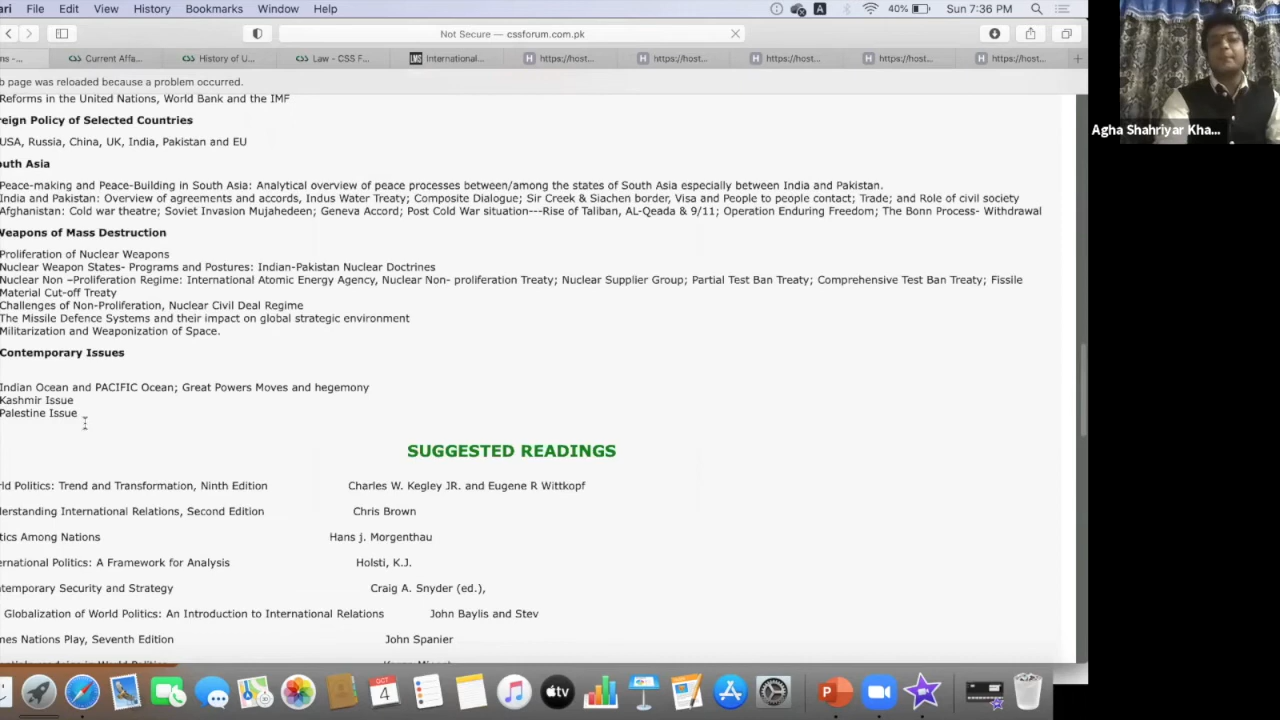 ari File Edit View History Bookmarks Window Help 40% Sun 7:36 PM
Not Secure — cssforum.com.pk
ns -... Current Affa... History of U... Law - CSS F... International... https://host... https://host... https://host... https://host... https://host...
b page was reloaded because a problem occurred.
Reforms in the United Nations, World Bank and the IMF
reign Policy of Selected Countries
USA, Russia, China, UK, India, Pakistan and EU
outh Asia
Peace-making and Peace-Building in South Asia: Analytical overview of peace processes between/among the states of South Asia especially between India and Pakistan.
India and Pakistan: Overview of agreements and accords, Indus Water Treaty; Composite Dialogue; Sir Creek & Siachen border, Visa and People to people contact; Trade; and Role of civil society
Afghanistan: Cold war theatre; Soviet Invasion Mujahedeen; Geneva Accord; Post Cold War situation---Rise of Taliban, AL-Qeada & 9/11; Operation Enduring Freedom; The Bonn Process- Withdrawal
Weapons of Mass Destruction
Proliferation of Nuclear Weapons
Nuclear Weapon States- Programs and Postures: Indian-Pakistan Nuclear Doctrines
Nuclear Non –Proliferation Regime: International Atomic Energy Agency, Nuclear Non- proliferation Treaty; Nuclear Supplier Group; Partial Test Ban Treaty; Comprehensive Test Ban Treaty; Fissile
Material Cut-off Treaty
Challenges of Non-Proliferation, Nuclear Civil Deal Regime
The Missile Defence Systems and their impact on global strategic environment
Militarization and Weaponization of Space.
Contemporary Issues
Indian Ocean and PACIFIC Ocean; Great Powers Moves and hegemony
Kashmir Issue
Palestine Issue
SUGGESTED READINGS
rld Politics: Trend and Transformation, Ninth Edition Charles W. Kegley JR. and Eugene R Wittkopf
derstanding International Relations, Second Edition Chris Brown
itics Among Nations Hans j. Morgenthau
ernational Politics: A Framework for Analysis Holsti, K.J.
ntemporary Security and Strategy Craig A. Snyder (ed.),
Globalization of World Politics: An Introduction to International Relations John Baylis and Stev
mes Nations Play, Seventh Edition John Spanier
Agha Shahriyar Kha...
OCT
4
tv